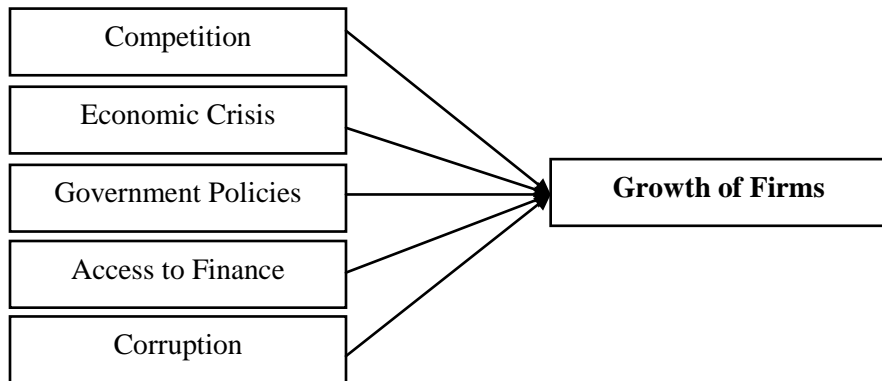 Competition
Economic Crisis
Government Policies
Growth of Firms
Access to Finance
Corruption